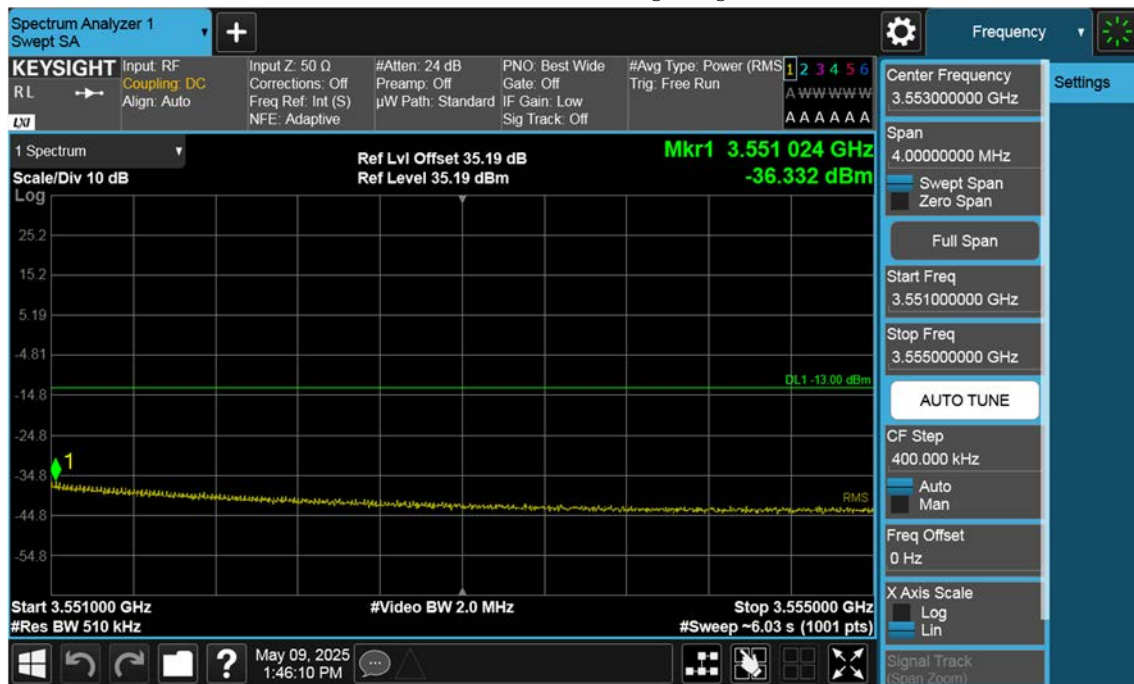 Spectrum Analyzer 1
Swept SA
+
Frequency
KEYSIGHT
RL
LXI
Input: RF
Coupling: DC
Align: Auto
Input Z: 50 Ω
Corrections: Off
Freq Ref: Int (S)
NFE: Adaptive
#Atten: 24 dB
Preamp: Off
µW Path: Standard
PNO: Best Wide
Gate: Off
IF Gain: Low
Sig Track: Off
#Avg Type: Power (RMS
Trig: Free Run
1 2 3 4 5 6
A W W W W W
A A A A A A
1 Spectrum
Scale/Div 10 dB
Ref Lvl Offset 35.19 dB
Ref Level 35.19 dBm
Mkr1 3.551 024 GHz
-36.332 dBm
Log
25.2
15.2
5.19
-4.81
-14.8
-24.8
-34.8
-44.8
-54.8
DL1 -13.00 dBm
1
RMS
Start 3.551000 GHz
#Res BW 510 kHz
#Video BW 2.0 MHz
Stop 3.555000 GHz
#Sweep ~6.03 s (1001 pts)
?
May 09, 2025
1:46:10 PM
Center Frequency
3.553000000 GHz
Span
4.00000000 MHz
Swept Span
Zero Span
Full Span
Start Freq
3.551000000 GHz
Stop Freq
3.555000000 GHz
AUTO TUNE
CF Step
400.000 kHz
Auto
Man
Freq Offset
0 Hz
X Axis Scale
Log
Lin
Signal Track
(Span Zoom)
Settings